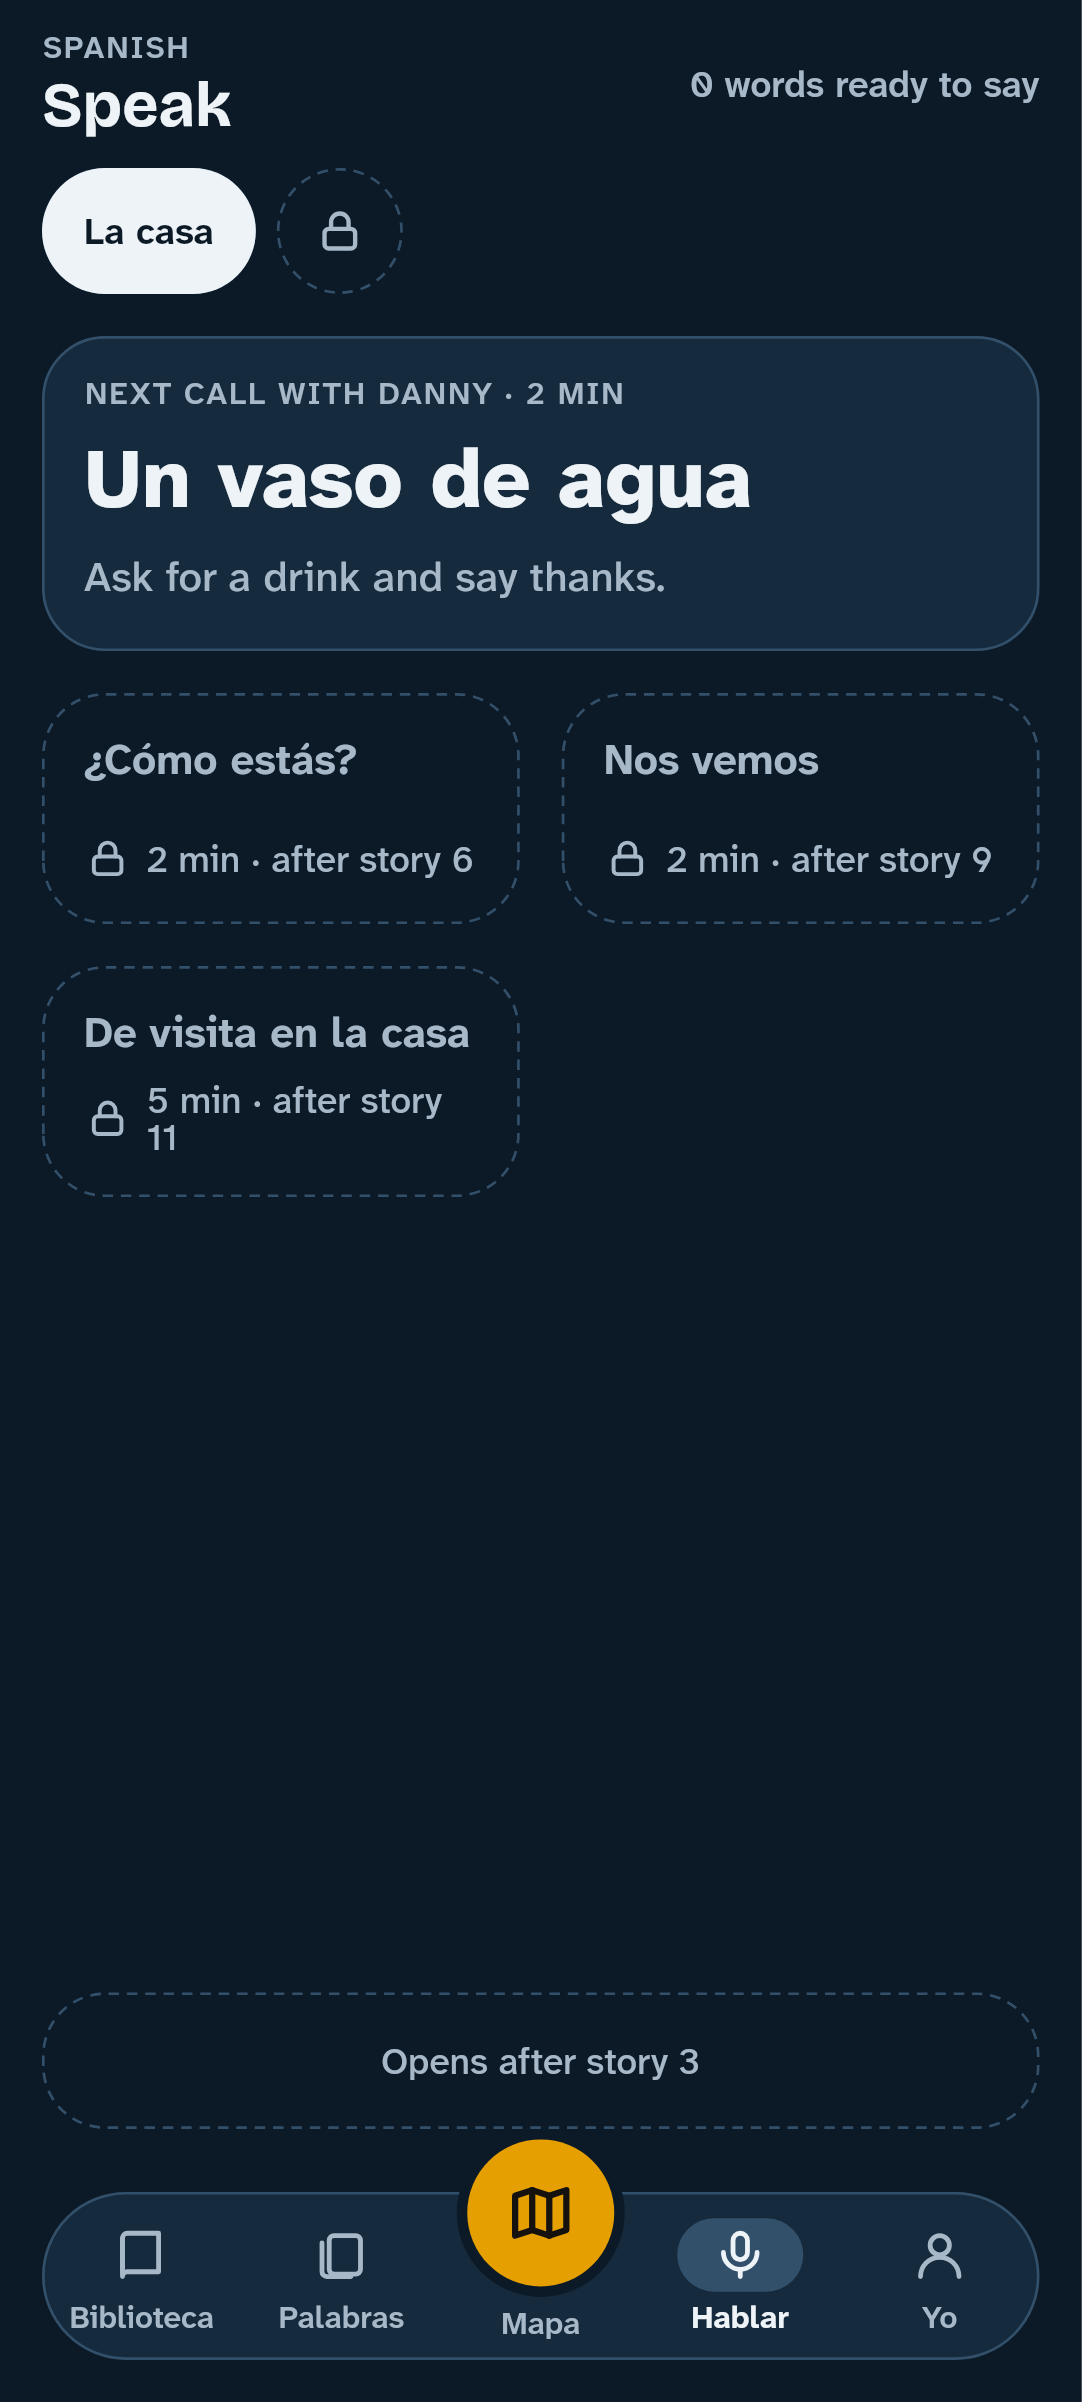 SPANISH
Speak
0 words ready to say
La casa
NEXT CALL WITH DANNY · 2 MIN
Un vaso de agua
Ask for a drink and say thanks.
¿Cómo estás?
2 min · after story 6
Nos vemos
2 min · after story 9
De visita en la casa
5 min · after story
11
Opens after story 3
Biblioteca
Palabras
Mapa
Hablar
Yo